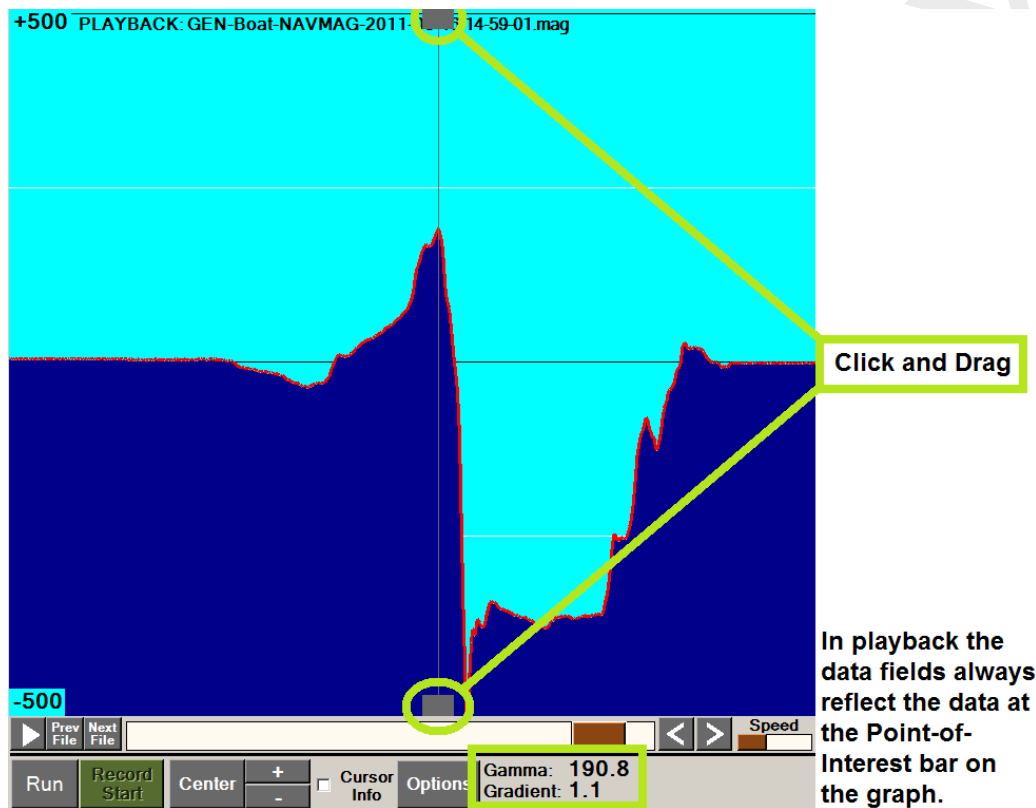 +500 PLAYBACK: GEN-Boat-NAVMAG-2011- 14-59-01.mag
Click and Drag
In playback the
data fields always
reflect the data at
the Point-of-
Interest bar on
the graph.
-500
Prev File
Next File
< >
Speed
Run
Record Start
Center
+
-
Cursor Info
Options
Gamma: 190.8
Gradient: 1.1